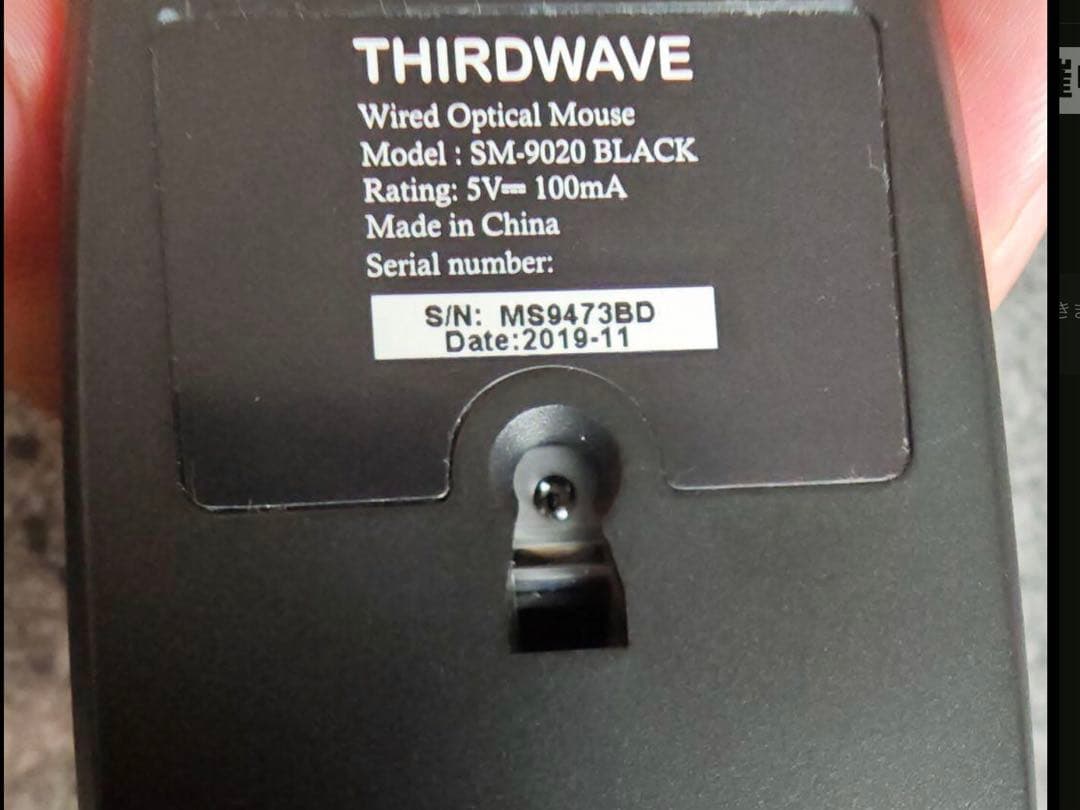 THIRDWAVE
Wired Optical Mouse
Model : SM-9020 BLACK
Rating: 5V⎓ 100mA
Made in China
Serial number:
S/N: MS9473BD
Date:2019-11